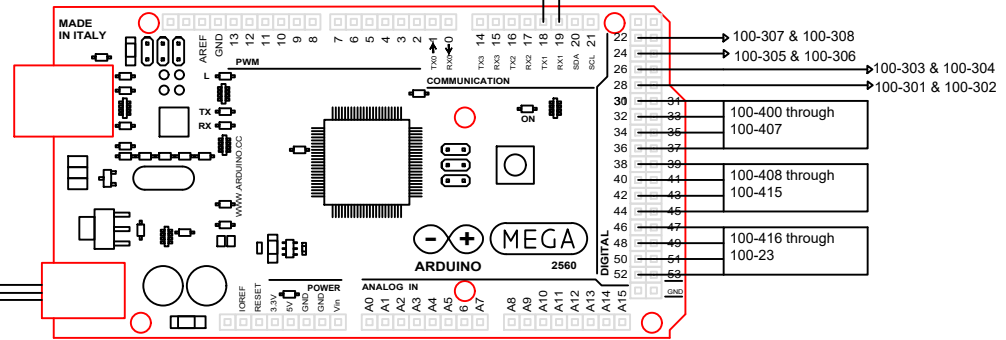 MADE
IN ITALY
AREF
GND
13
12
11
10
9
8
7
6
5
4
3
2
TX0 1
RX0 0
14
15
16
17
18
19
20
21
TX3
RX3
TX2
RX2
TX1
RX1
SDA
SCL
PWM
COMMUNICATION
L
TX
RX
ON
WWW.ARDUINO.CC
22
24
26
28
30
32
34
36
38
40
42
44
46
48
50
52
31
33
35
37
39
41
43
45
47
49
51
53
GND
DIGITAL
100-307 & 100-308
100-305 & 100-306
100-303 & 100-304
100-301 & 100-302
100-400 through
100-407
100-408 through
100-415
100-416 through
100-23
MEGA
ARDUINO
2560
POWER
ANALOG IN
IOREF
RESET
3.3V
5V
GND
GND
Vin
A0
A1
A2
A3
A4
A5
6
A7
A8
A9
A10
A11
A12
A13
A14
A15